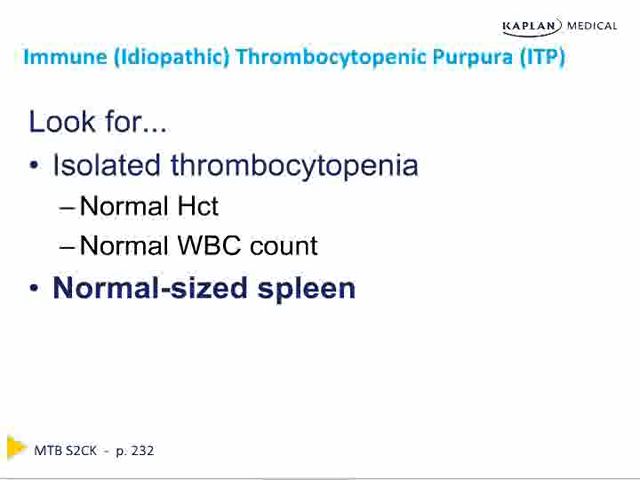 KAPLAN MEDICAL
Immune (Idiopathic) Thrombocytopenic Purpura (ITP)
Look for...
• Isolated thrombocytopenia
– Normal Hct
– Normal WBC count
• Normal-sized spleen
MTB S2CK - p. 232